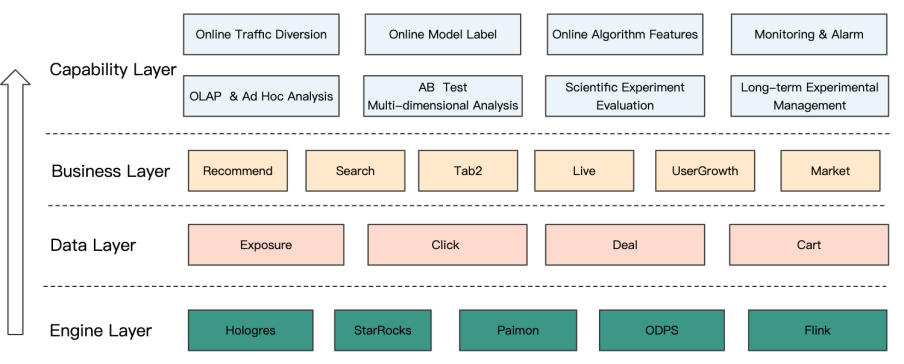 Online Traffic Diversion
Online Model Label
Online Algorithm Features
Monitoring & Alarm
Capability Layer
OLAP & Ad Hoc Analysis
AB Test
Multi-dimensional Analysis
Scientific Experiment
Evaluation
Long-term Experimental
Management
Business Layer
Recommend
Search
Tab2
Live
UserGrowth
Market
Data Layer
Exposure
Click
Deal
Cart
Engine Layer
Hologres
StarRocks
Paimon
ODPS
Flink